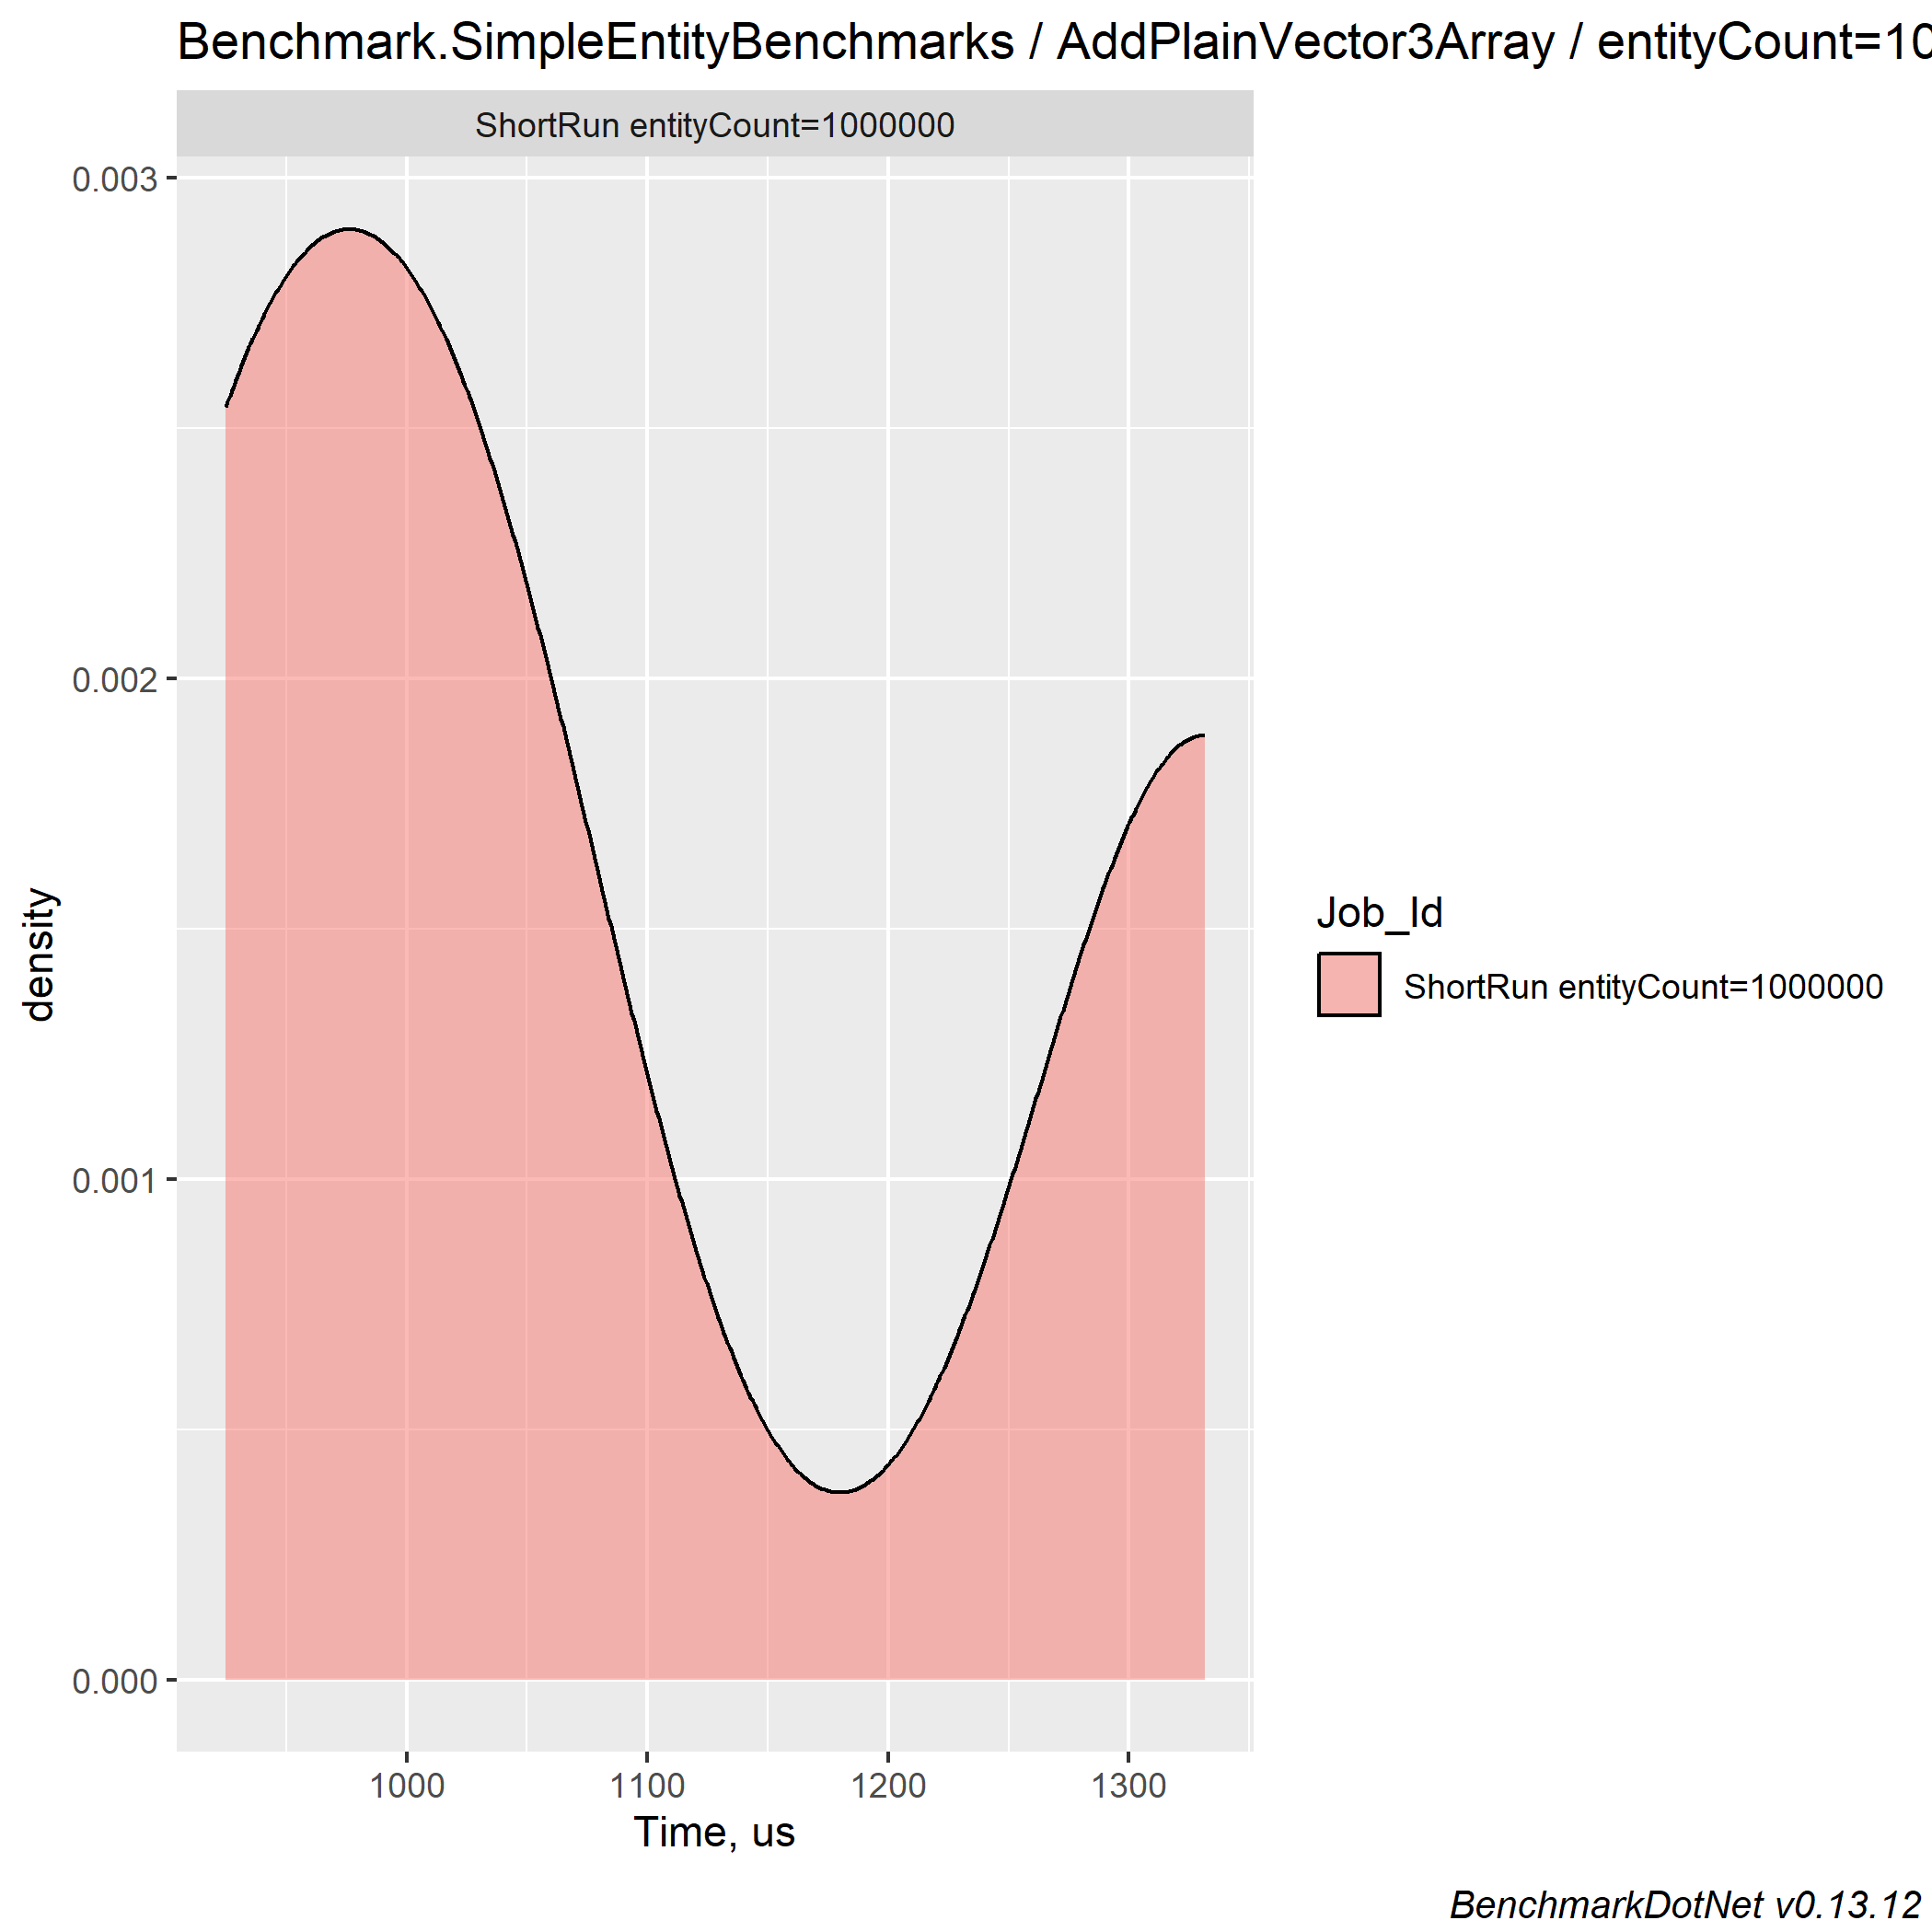 Benchmark.SimpleEntityBenchmarks / AddPlainVector3Array / entityCount=10
ShortRun entityCount=1000000
0.003
0.002
0.001
0.000
density
1000 1100 1200 1300
Time, us
Job_Id
ShortRun entityCount=1000000
BenchmarkDotNet v0.13.12